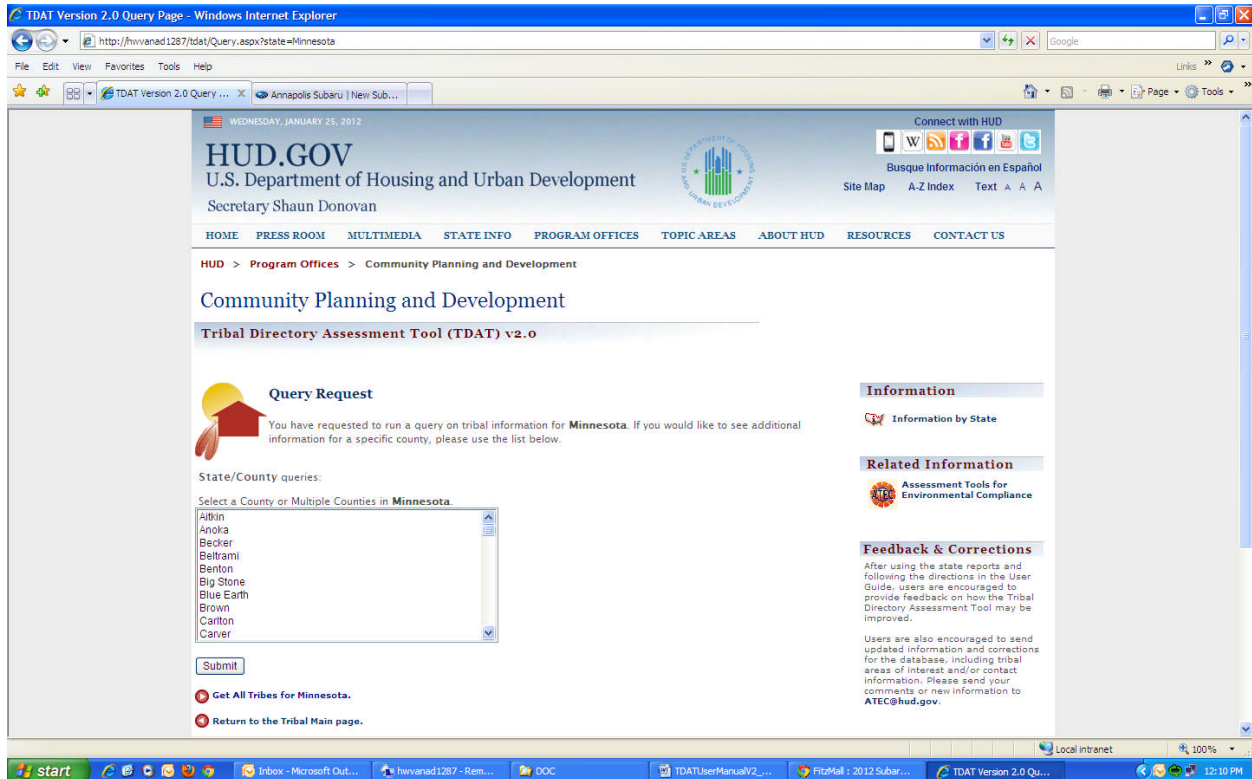 TDAT Version 2.0 Query Page - Windows Internet Explorer
http://hwvanad1287/tdat/Query.aspx?state=Minnesota
Google
File Edit View Favorites Tools Help
Links »
TDAT Version 2.0 Query ... X Annapolis Subaru | New Sub...
Page Tools »
WEDNESDAY, JANUARY 25, 2012
Connect with HUD
HUD.GOV
U.S. Department of Housing and Urban Development
Secretary Shaun Donovan
U.S. DEPARTMENT OF HOUSING AND URBAN DEVELOPMENT
W
Busque Información en Español
Site Map A-Z Index Text A A A
HOME PRESS ROOM MULTIMEDIA STATE INFO PROGRAM OFFICES TOPIC AREAS ABOUT HUD RESOURCES CONTACT US
HUD > Program Offices > Community Planning and Development
Community Planning and Development
Tribal Directory Assessment Tool (TDAT) v2.0
Query Request
You have requested to run a query on tribal information for Minnesota. If you would like to see additional
information for a specific county, please use the list below.
State/County queries:
Select a County or Multiple Counties in Minnesota.
Aitkin
Anoka
Becker
Beltrami
Benton
Big Stone
Blue Earth
Brown
Carlton
Carver
Submit
Get All Tribes for Minnesota.
Return to the Tribal Main page.
Information
Information by State
Related Information
ATEC
Assessment Tools for
Environmental Compliance
Feedback & Corrections
After using the state reports and
following the directions in the User
Guide, users are encouraged to
provide feedback on how the Tribal
Directory Assessment Tool may be
improved.
Users are also encouraged to send
updated information and corrections
for the database, including tribal
areas of interest and/or contact
information. Please send your
comments or new information to
ATEC@hud.gov.
Local intranet 100%
start Inbox - Microsoft Out... hwvanad1287 - Rem... DOC TDATUserManualV2_... FitzMall : 2012 Subar... TDAT Version 2.0 Qu... 12:10 PM